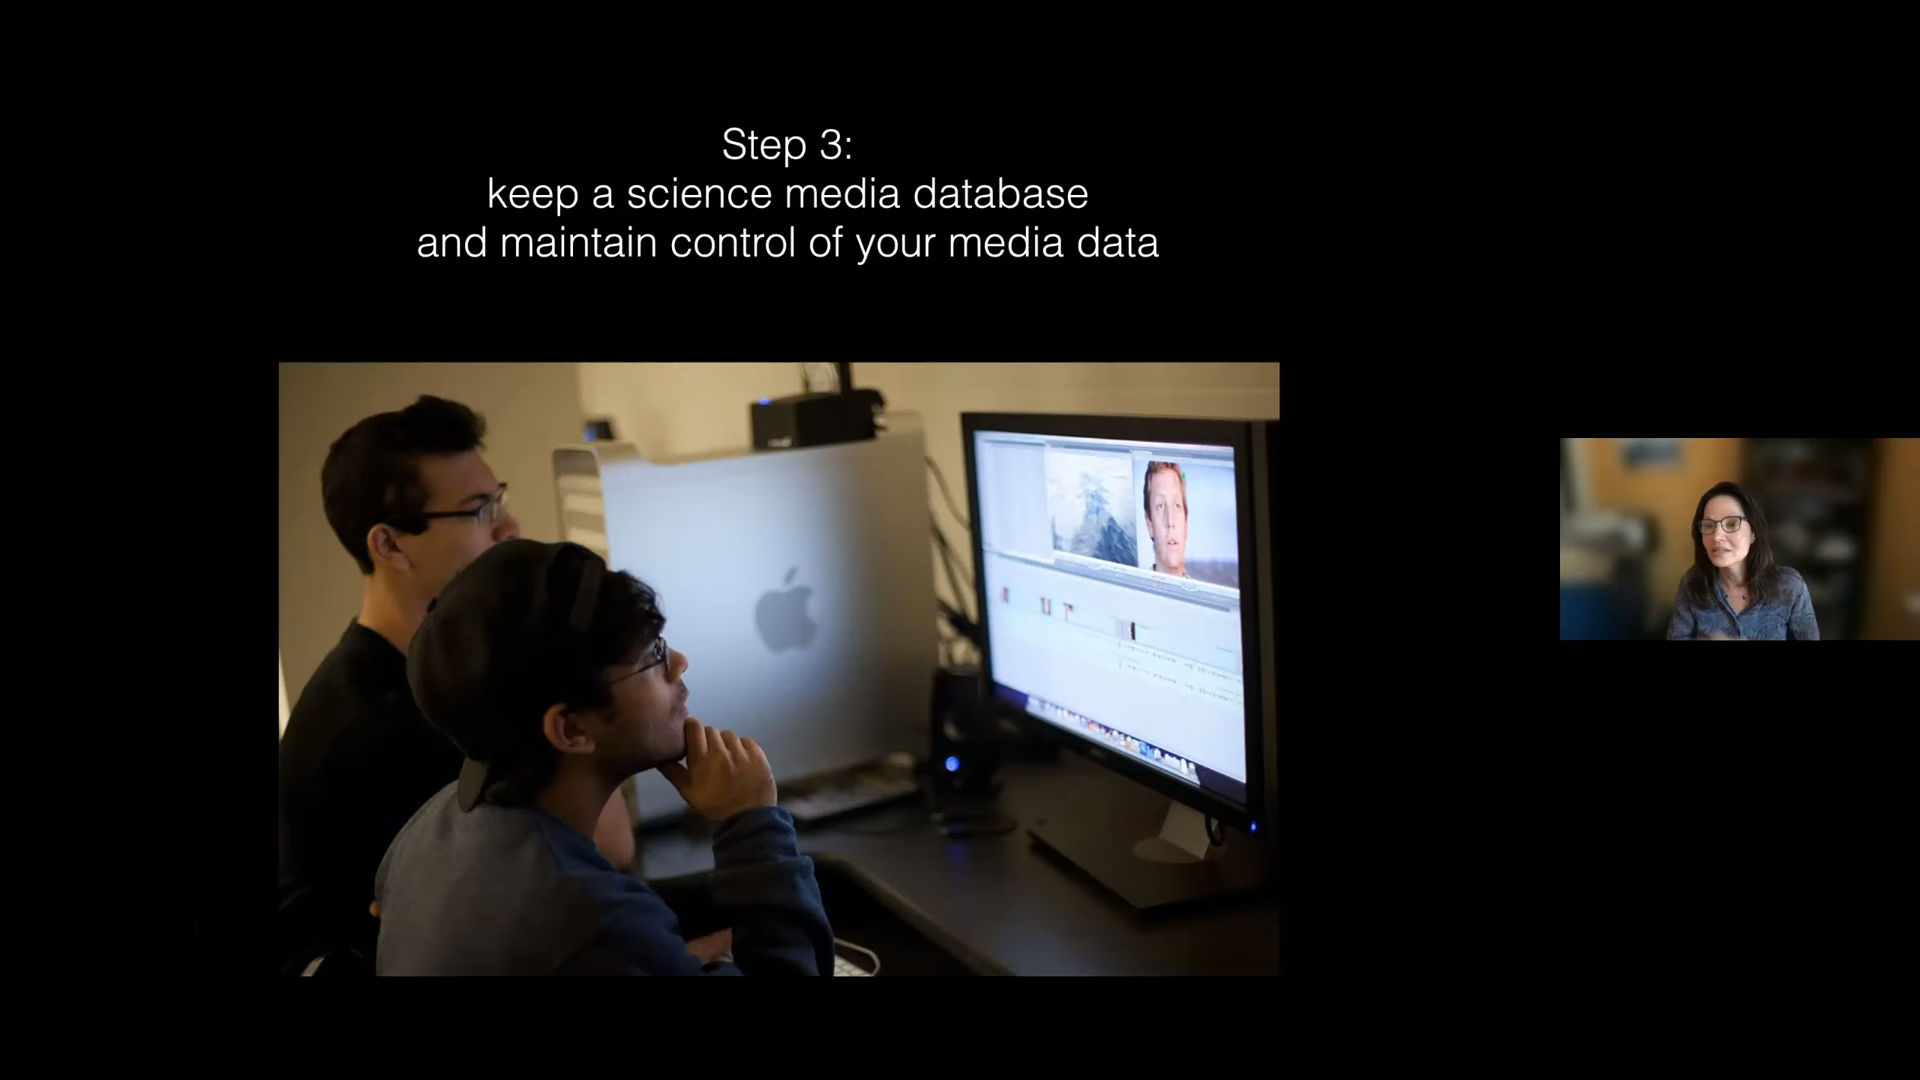 Step 3:
keep a science media database
and maintain control of your media data